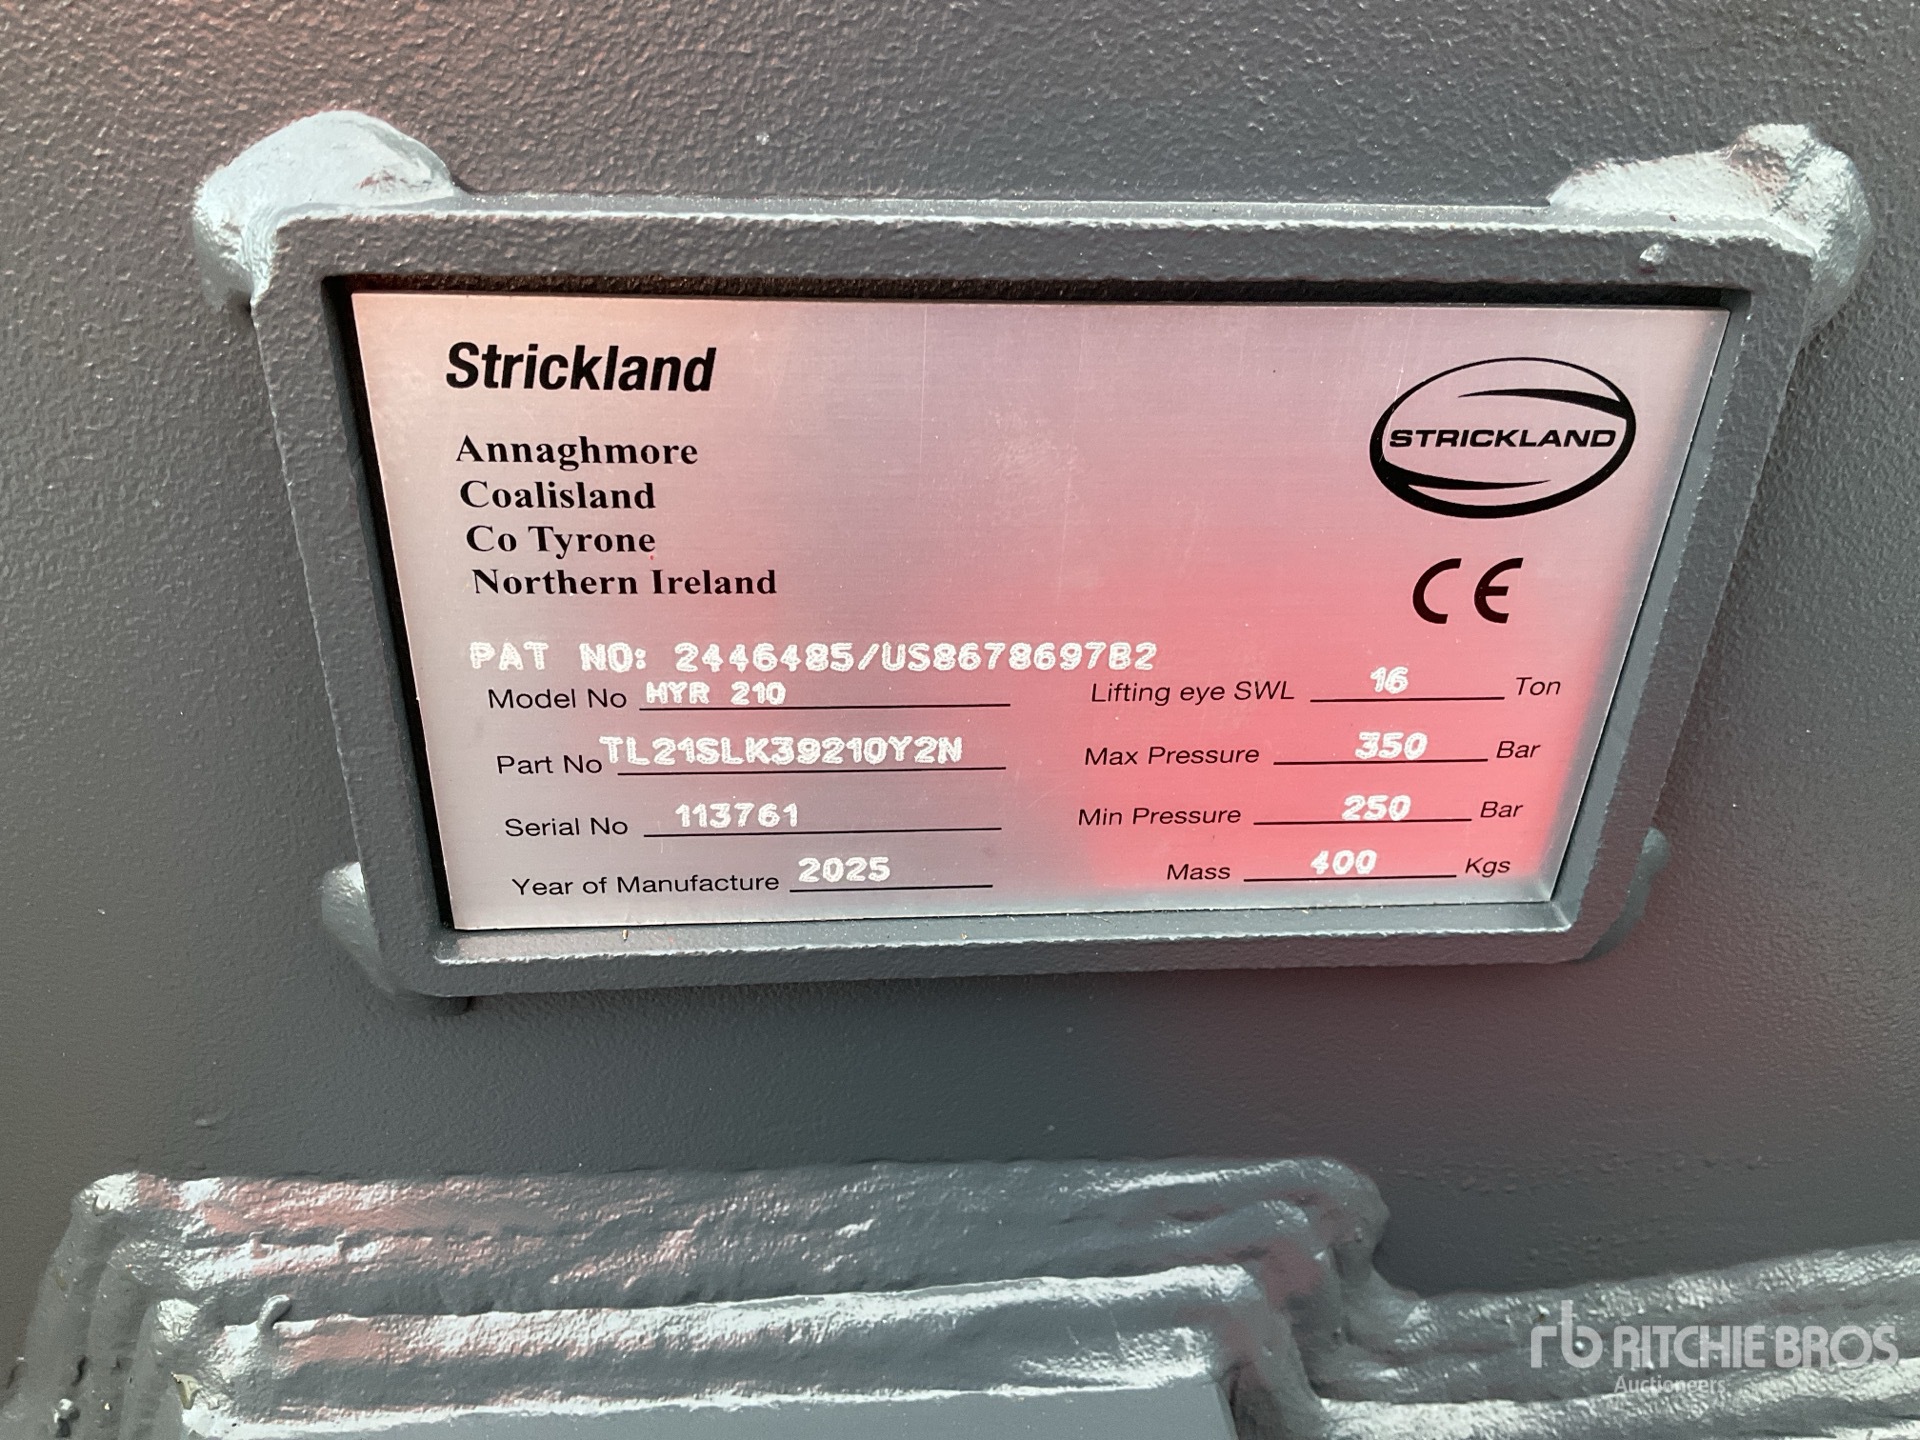 Strickland
STRICKLAND
Annaghmore
Coalisland
Co Tyrone
Northern Ireland
CE
PAT NO: 2446485/US8678697B2
Model No HYR 210
Lifting eye SWL 16 Ton
Part No TL21SLK39210Y2N
Max Pressure 350 Bar
Serial No 113761
Min Pressure 250 Bar
Year of Manufacture 2025
Mass 400 Kgs
rb RITCHIE BROS
Auctioneers